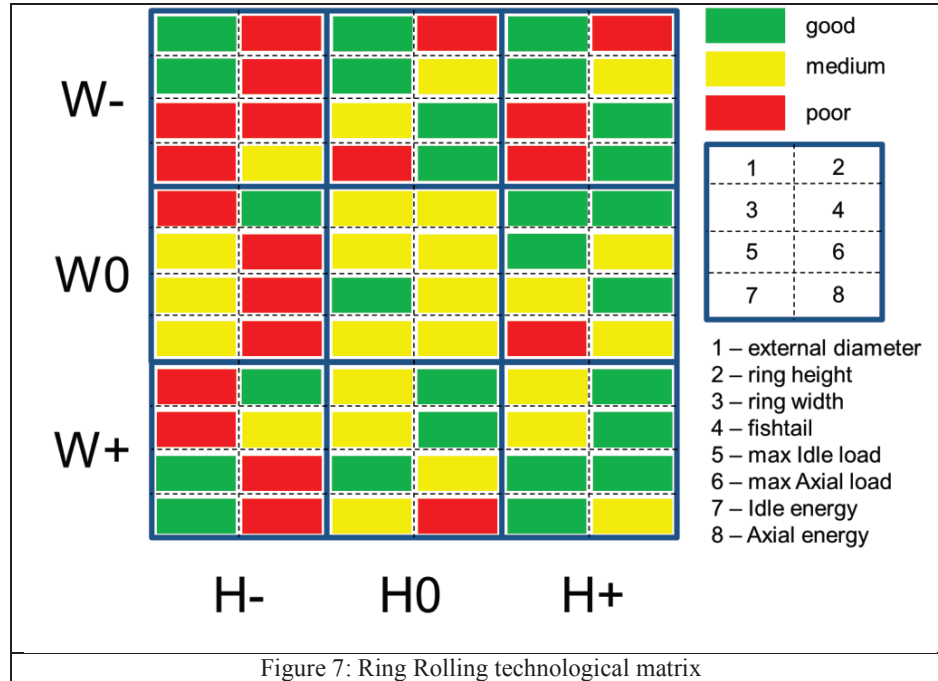 W-
W0
W+
H- H0 H+
good
medium
poor
1 2
3 4
5 6
7 8
1 – external diameter
2 – ring height
3 – ring width
4 – fishtail
5 – max Idle load
6 – max Axial load
7 – Idle energy
8 – Axial energy
Figure 7: Ring Rolling technological matrix